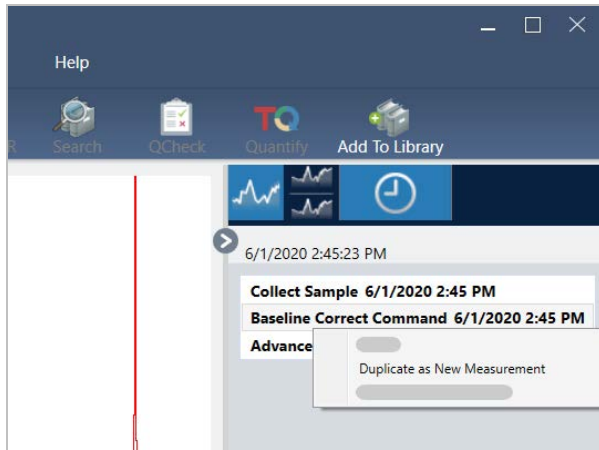 Help
R Search QCheck Quantify Add To Library
TQ
6/1/2020 2:45:23 PM
Collect Sample 6/1/2020 2:45 PM
Baseline Correct Command 6/1/2020 2:45 PM
Advance
Duplicate as New Measurement